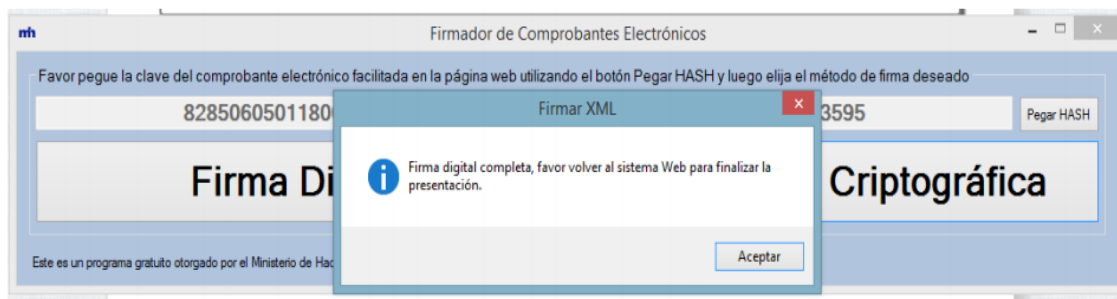 mh
Firmador de Comprobantes Electrónicos
Favor pegue la clave del comprobante electrónico facilitada en la página web utilizando el botón Pegar HASH y luego elija el método de firma deseado
8285060501180
3595
Pegar HASH
Firmar XML
Firma digital completa, favor volver al sistema Web para finalizar la
presentación.
Aceptar
Firma Di
Criptográfica
Este es un programa gratuito otorgado por el Ministerio de Hac